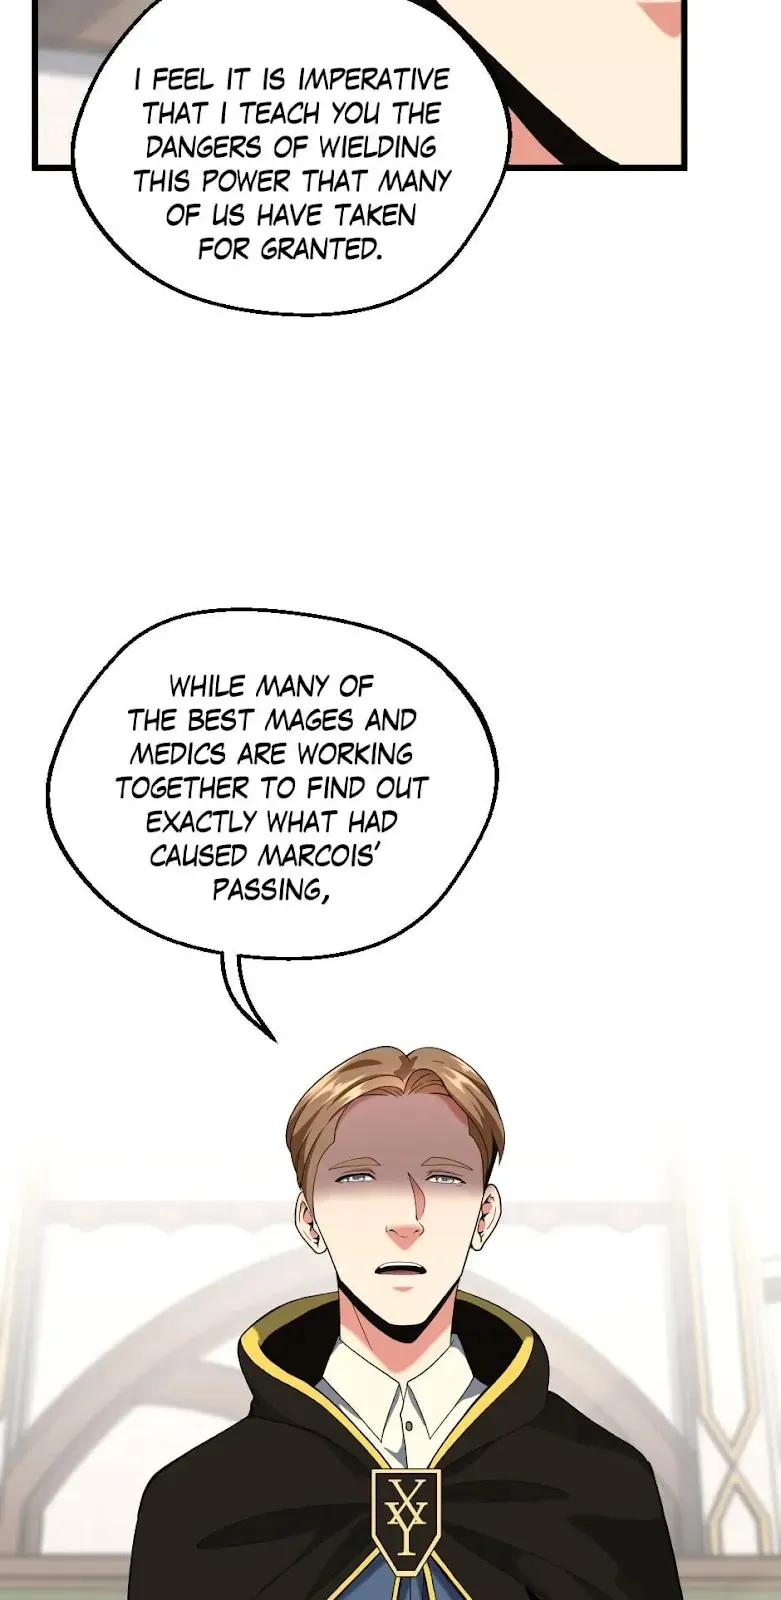 I FEEL IT IS IMPERATIVE
THAT I TEACH YOU THE
DANGERS OF WIELDING
THIS POWER THAT MANY
OF US HAVE TAKEN
FOR GRANTED.
WHILE MANY OF
THE BEST MAGES AND
MEDICS ARE WORKING
TOGETHER TO FIND OUT
EXACTLY WHAT HAD
CAUSED MARCOIS'
PASSING,